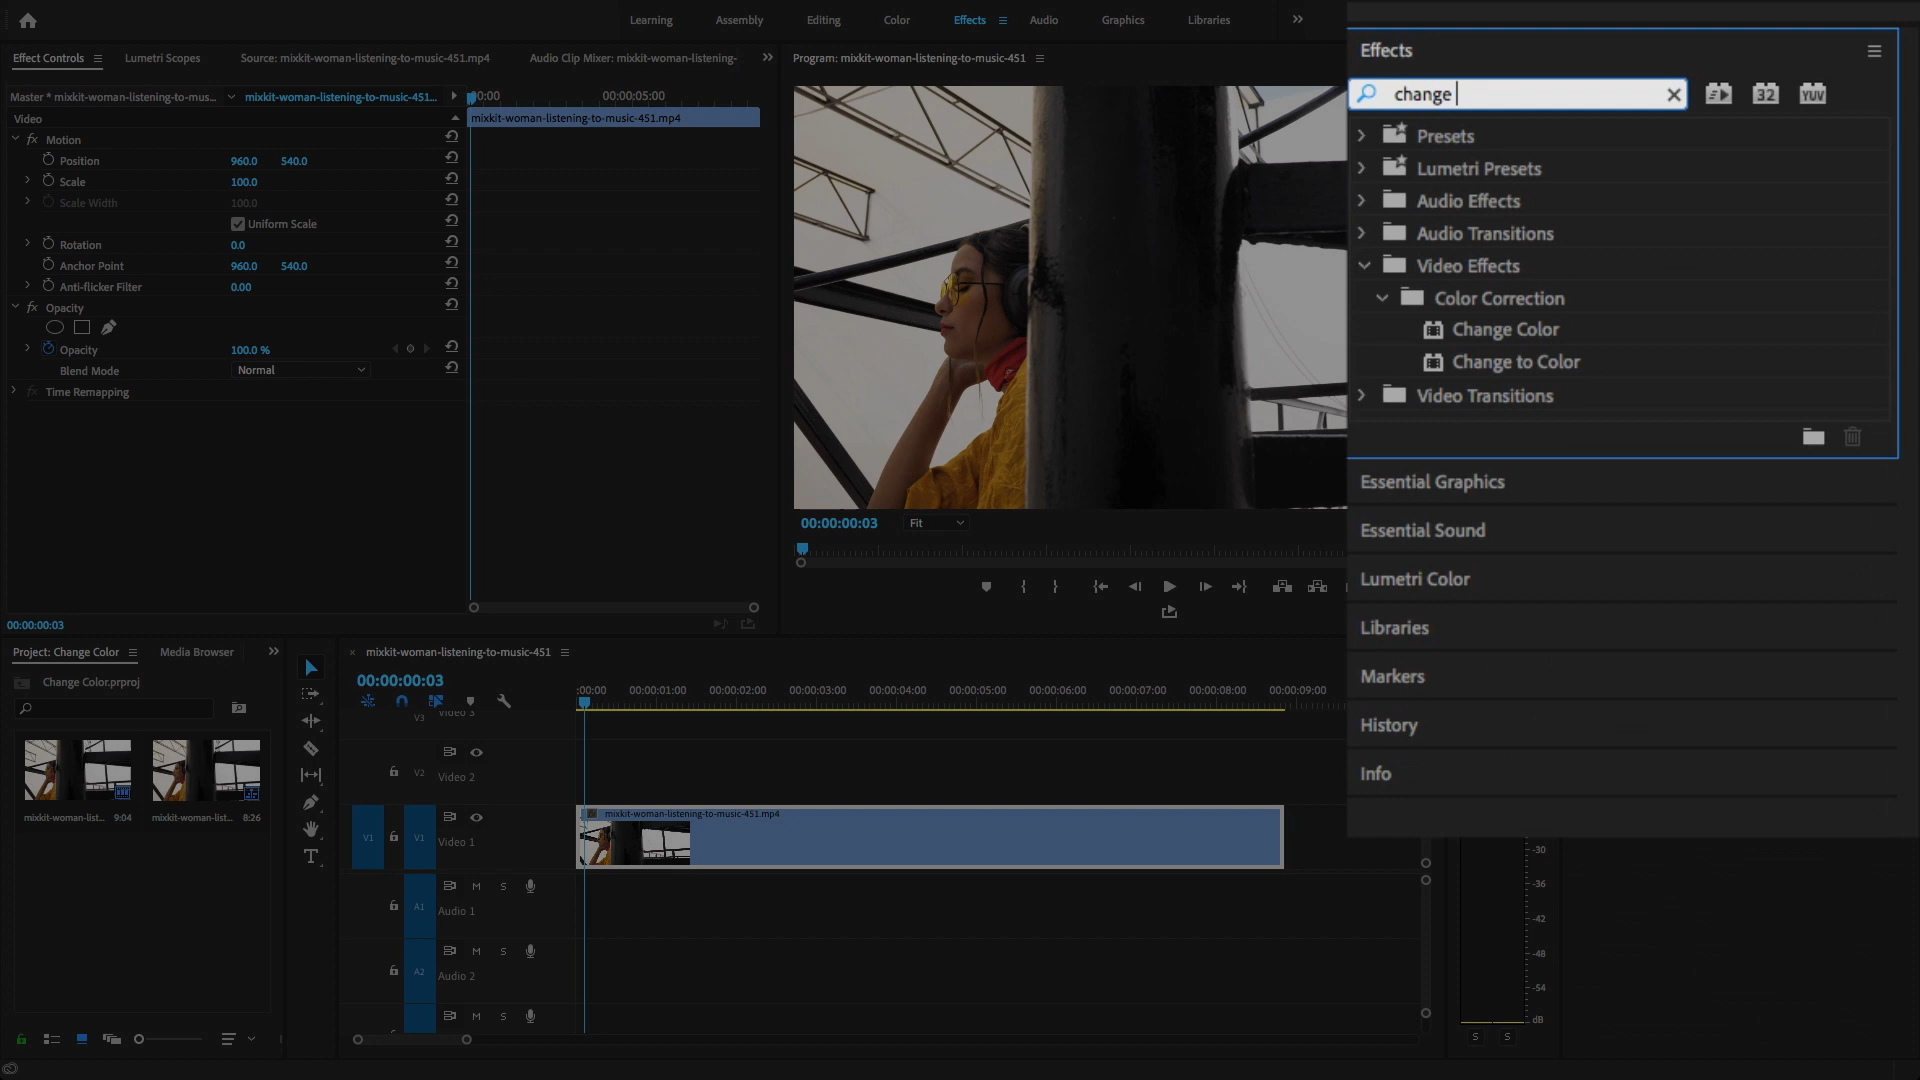 Learning Assembly Editing Color Effects Audio Graphics Libraries
Effect Controls Lumetri Scopes Source: mixkit-woman-listening-to-music-451.mp4 Audio Clip Mixer: mixkit-woman-listening-
Master * mixkit-woman-listening-to-mus... mixkit-woman-listening-to-music-451...
:00:00 00:00:05:00
Video
mixkit-woman-listening-to-music-451.mp4
fx Motion
Position 960.0 540.0
Scale 100.0
Scale Width 100.0
Uniform Scale
Rotation 0.0
Anchor Point 960.0 540.0
Anti-flicker Filter 0.00
fx Opacity
Opacity 100.0 %
Blend Mode Normal
fx Time Remapping
00:00:00:03
Program: mixkit-woman-listening-to-music-451
00:00:00:03 Fit
Effects
change
32 YUV
Presets
Lumetri Presets
Audio Effects
Audio Transitions
Video Effects
Color Correction
Change Color
Change to Color
Video Transitions
Essential Graphics
Essential Sound
Lumetri Color
Libraries
Markers
History
Info
Project: Change Color Media Browser
Change Color.prproj
mixkit-woman-list... 9:04 mixkit-woman-list... 8:26
mixkit-woman-listening-to-music-451
00:00:00:03
:00:00 00:00:01:00 00:00:02:00 00:00:03:00 00:00:04:00 00:00:05:00 00:00:06:00 00:00:07:00 00:00:08:00 00:00:09:00
V3 Video 3
V2 Video 2
V1 V1 Video 1
fx mixkit-woman-listening-to-music-451.mp4
A1 M S
Audio 1
A2 M S
Audio 2
M S
-30
-36
-42
-48
-54
dB
S S